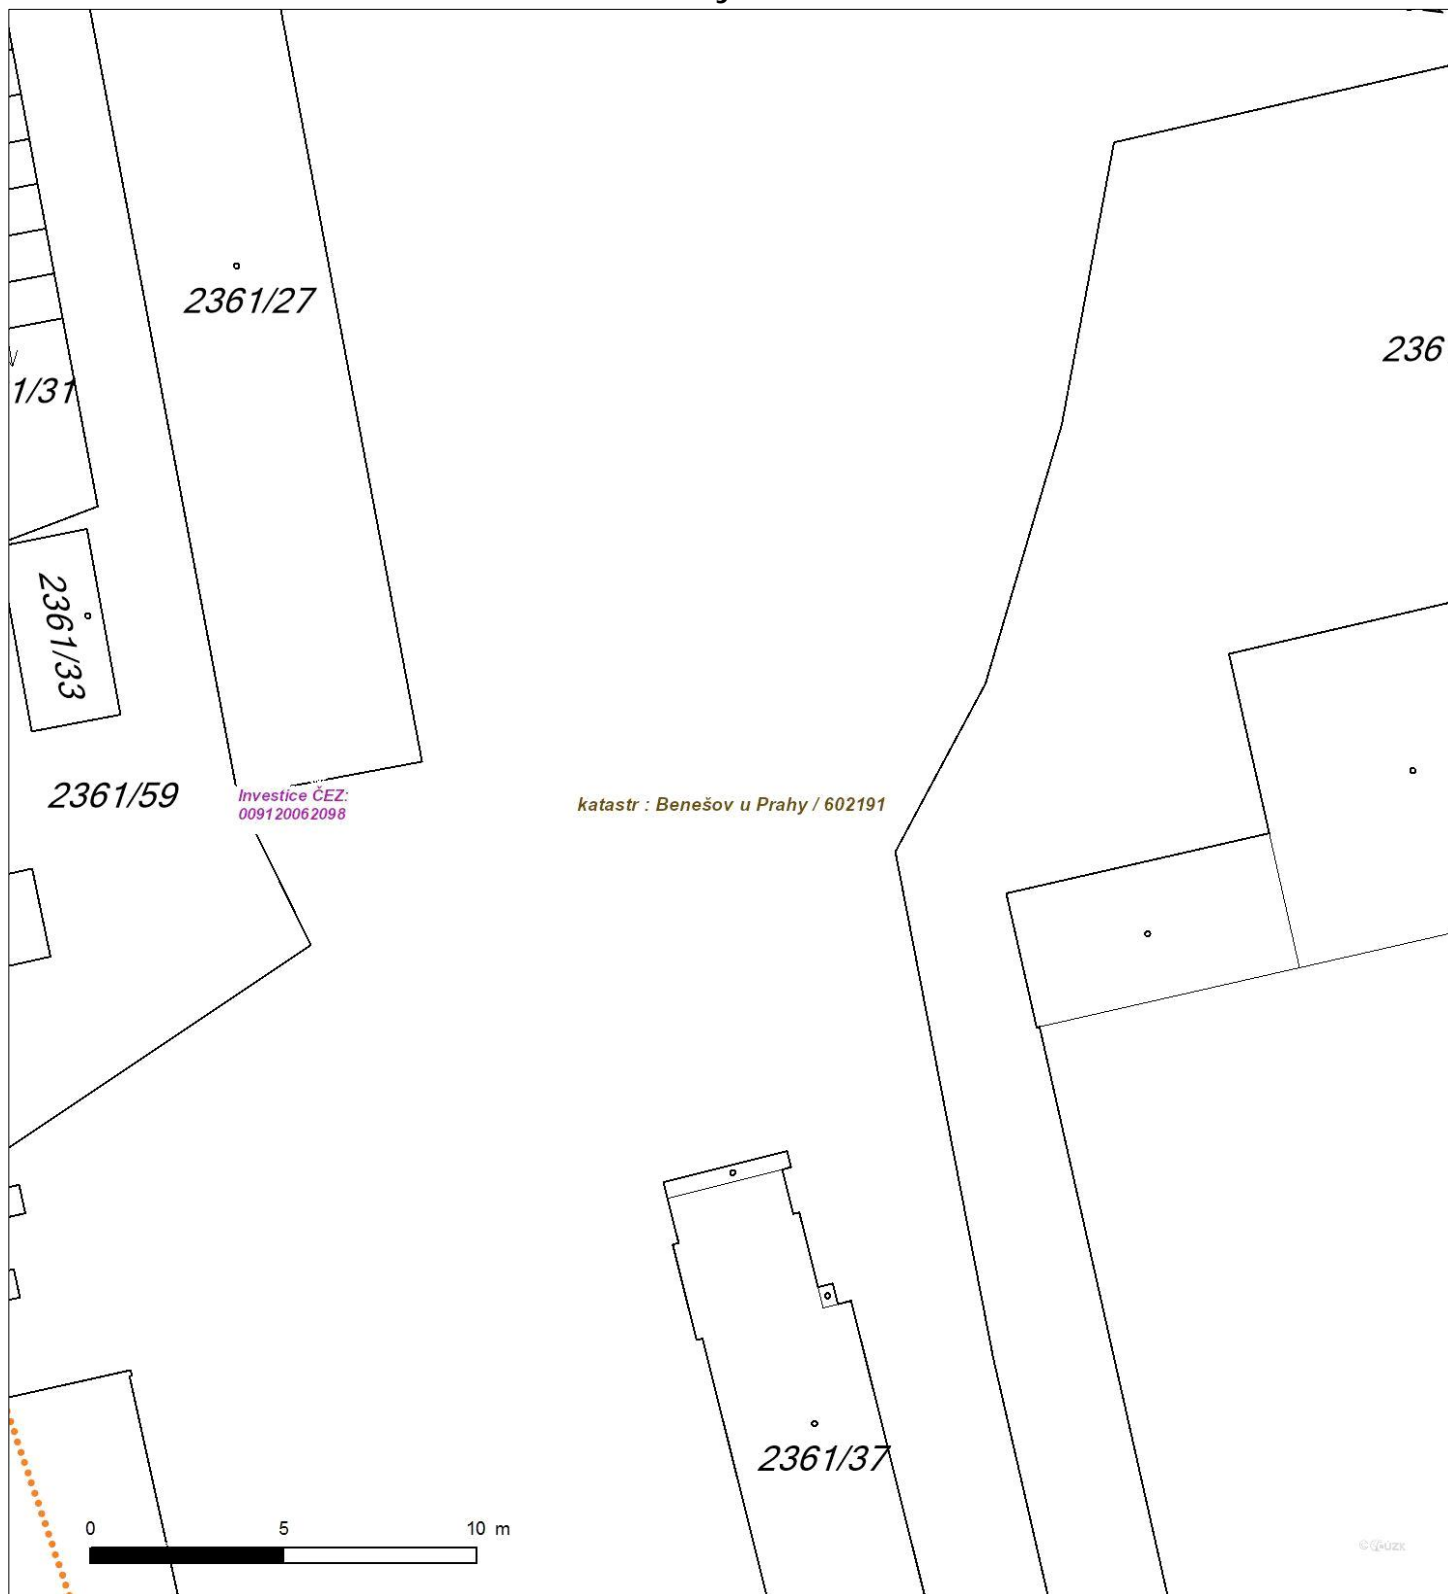 2361/27
236
1/31
2361/33
2361/59
Investice ČEZ:
009120062098
katastr : Benešov u Prahy / 602191
2361/37
0 5 10 m